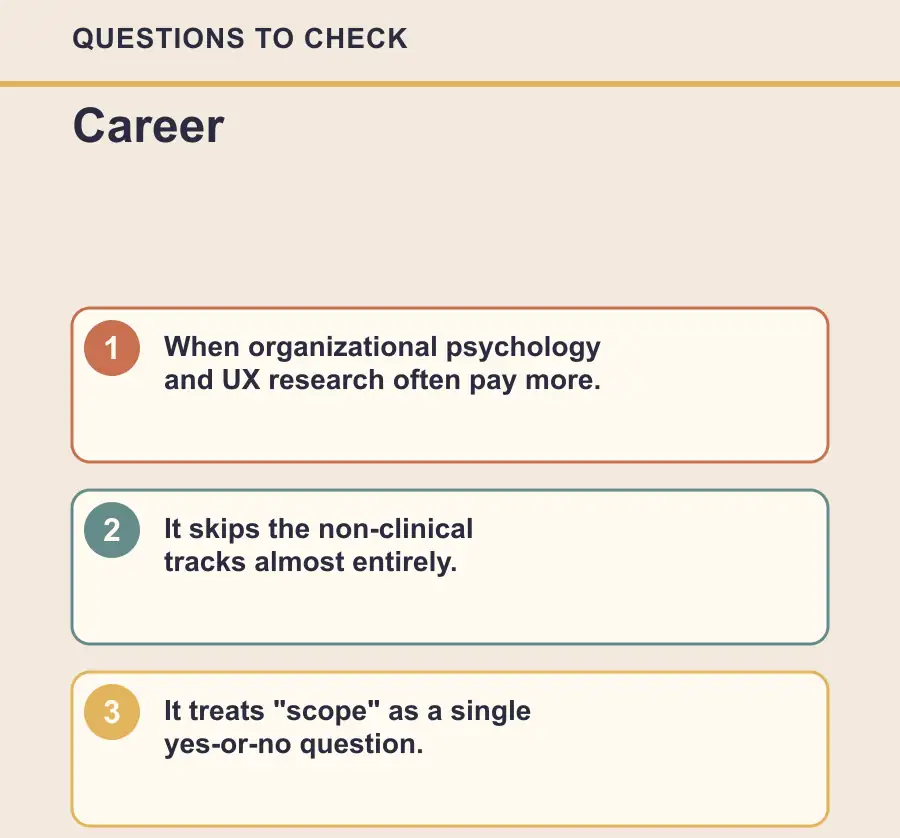 QUESTIONS TO CHECK
Career
1
When organizational psychology
and UX research often pay more.
2
It skips the non-clinical
tracks almost entirely.
3
It treats "scope" as a single
yes-or-no question.